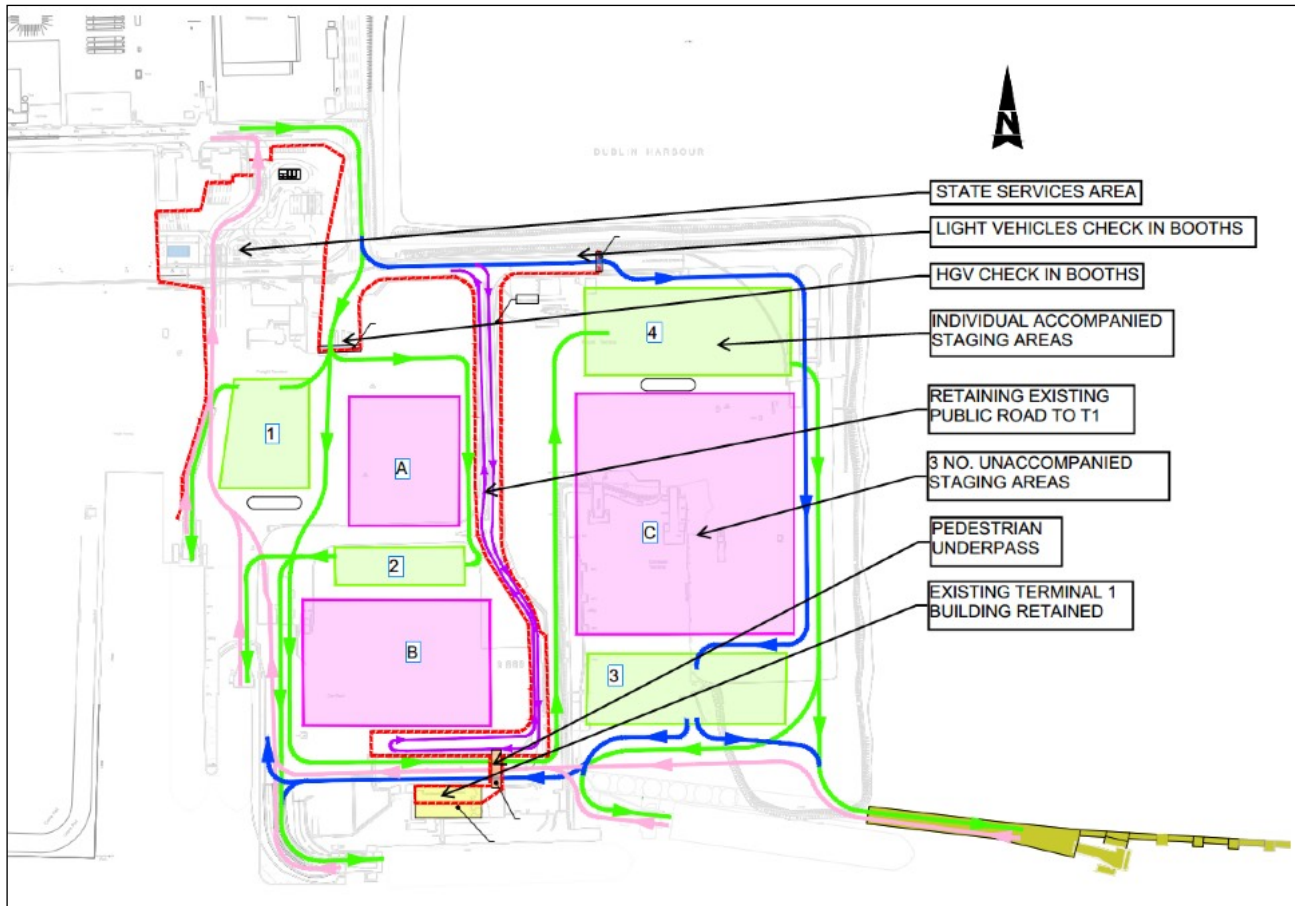 DUBLIN HARBOUR
N
STATE SERVICES AREA
LIGHT VEHICLES CHECK IN BOOTHS
HGV CHECK IN BOOTHS
INDIVIDUAL ACCOMPANIED
STAGING AREAS
RETAINING EXISTING
PUBLIC ROAD TO T1
3 NO. UNACCOMPANIED
STAGING AREAS
PEDESTRIAN
UNDERPASS
EXISTING TERMINAL 1
BUILDING RETAINED
4
1
A
C
2
B
3